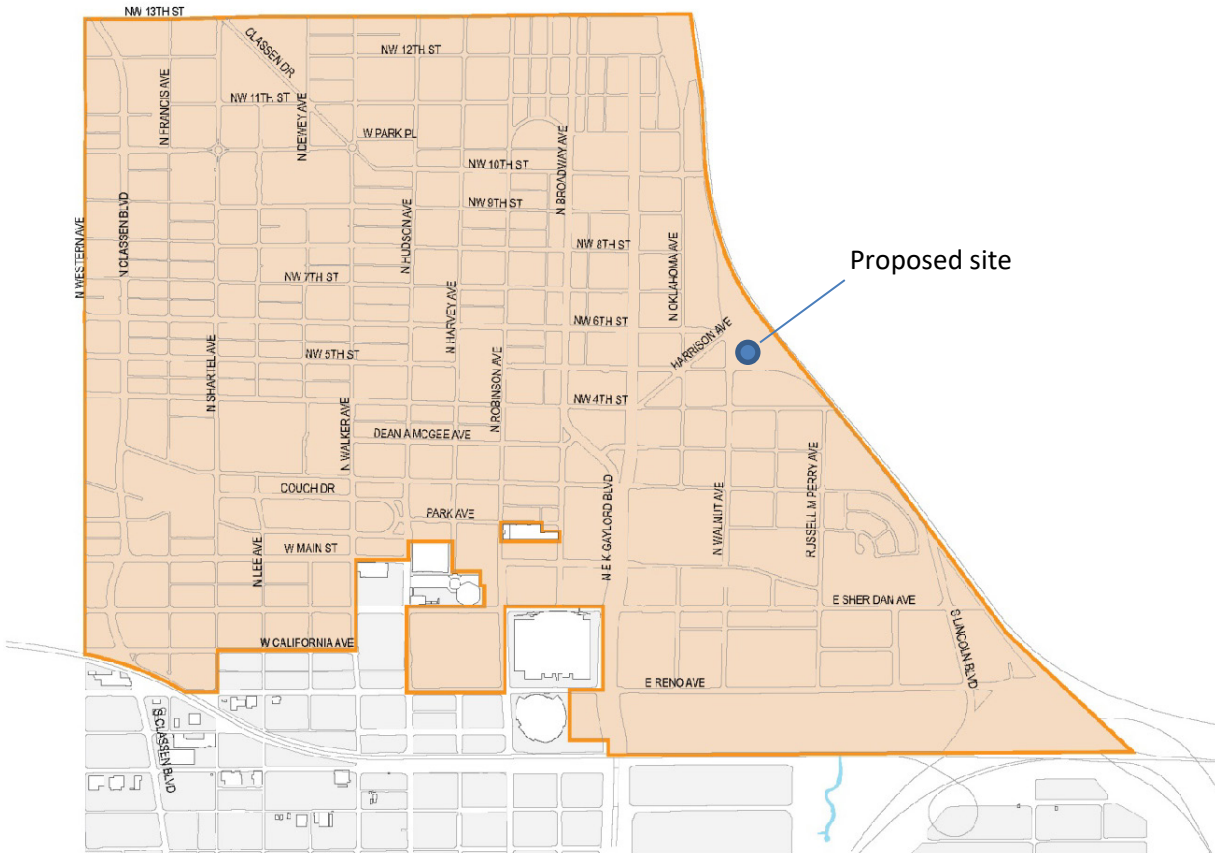 NW 13TH ST
CLASSEN DR
NW 12TH ST
N FRANCIS AVE
NW 11TH ST
N DEWEY AVE
W PARK PL
N BROADWAY AVE
NW 10TH ST
NW 9TH ST
N WESTERN AVE
N CLASSEN BLVD
N HUDSON AVE
NW 8TH ST
N OKLAHOMA AVE
Proposed site
NW 7TH ST
N HARVEY AVE
NW 6TH ST
HARRISON AVE
N SHARTEL AVE
NW 5TH ST
N ROBINSON AVE
NW 4TH ST
N WALKER AVE
DEAN A MCGEE AVE
COUCH DR
N E K GAYLORD BLVD
N WALNUT AVE
RUSSELL M PERRY AVE
PARK AVE
W MAIN ST
N LEE AVE
E SHERIDAN AVE
W CALIFORNIA AVE
S LINCOLN BLVD
E RENO AVE
S CLASSEN BLVD